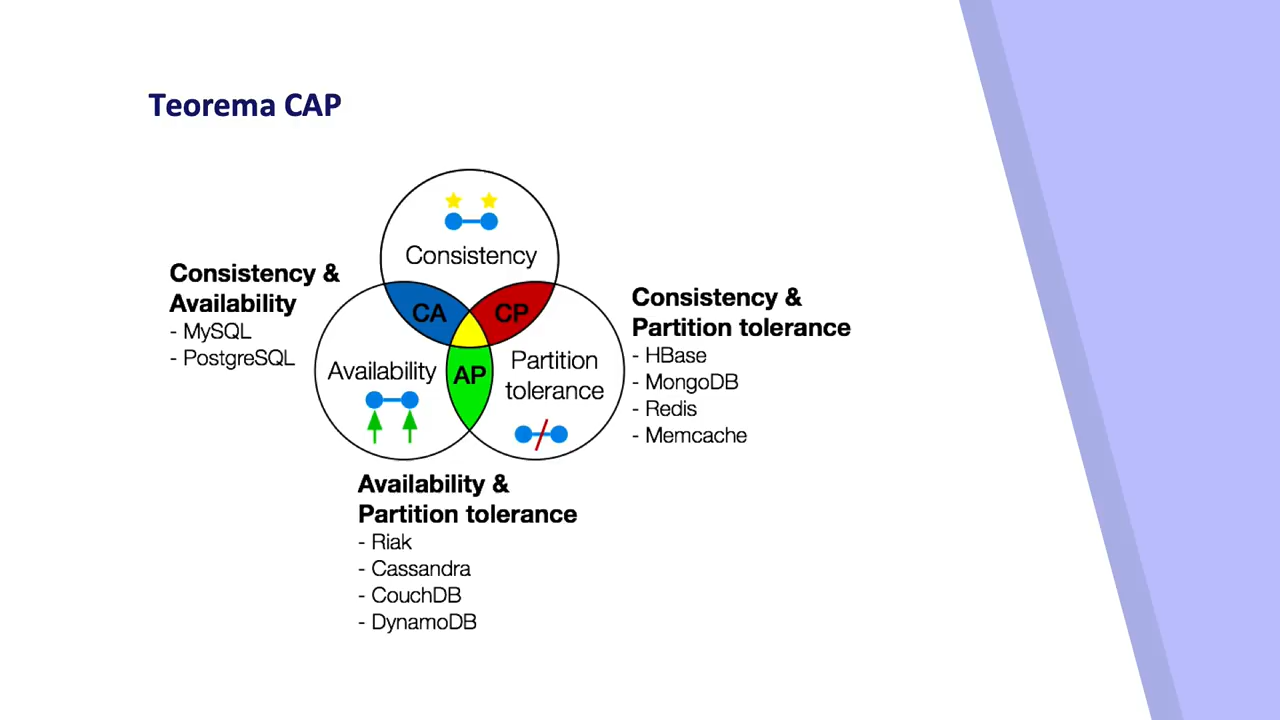 Teorema CAP
Consistency
Consistency &
Availability
- MySQL
- PostgreSQL
CA
CP
Availability
AP
Partition
tolerance
Consistency &
Partition tolerance
- HBase
- MongoDB
- Redis
- Memcache
Availability &
Partition tolerance
- Riak
- Cassandra
- CouchDB
- DynamoDB